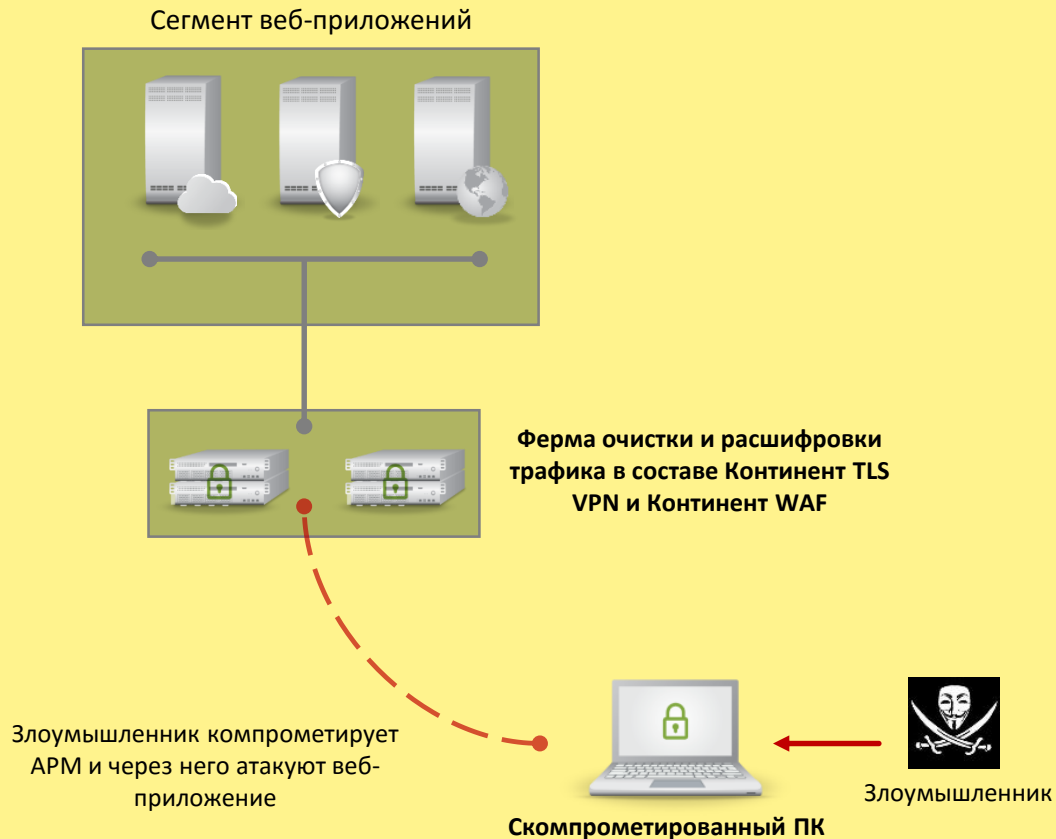 Сегмент веб-приложений
Ферма очистки и расшифровки
трафика в составе Континент TLS
VPN и Континент WAF
Злоумышленник компрометирует
АРМ и через него атакуют веб-
приложение
Злоумышленник
Скомпрометированный ПК